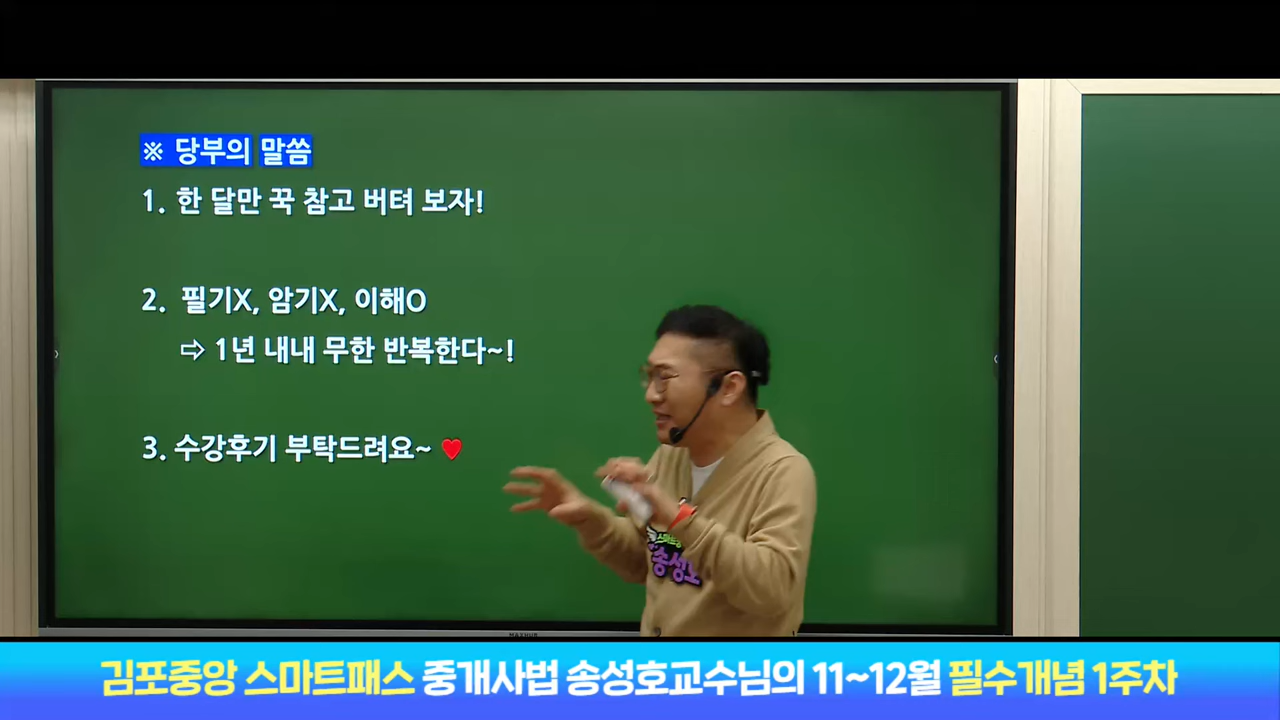 ※ 당부의 말씀
1. 한 달만 꾹 참고 버텨 보자!
2. 필기X, 암기X, 이해O
⇨ 1년 내내 무한 반복한다~!
3. 수강후기 부탁드려요~ ♥
김포중앙 스마트패스 중개사법 송성호교수님의 11~12월 필수개념 1주차